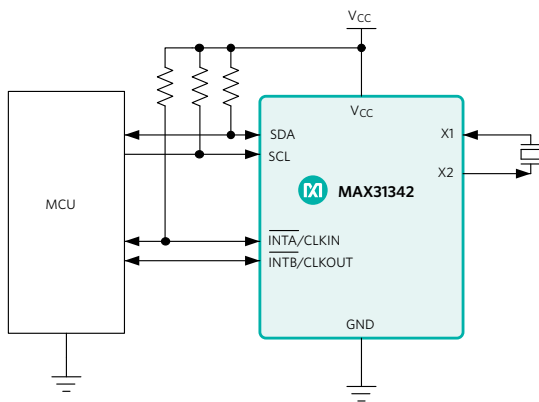 VCC
VCC
SDA
X1
SCL
X2
MCU
MAX31342
INTA/CLKIN
INTB/CLKOUT
GND